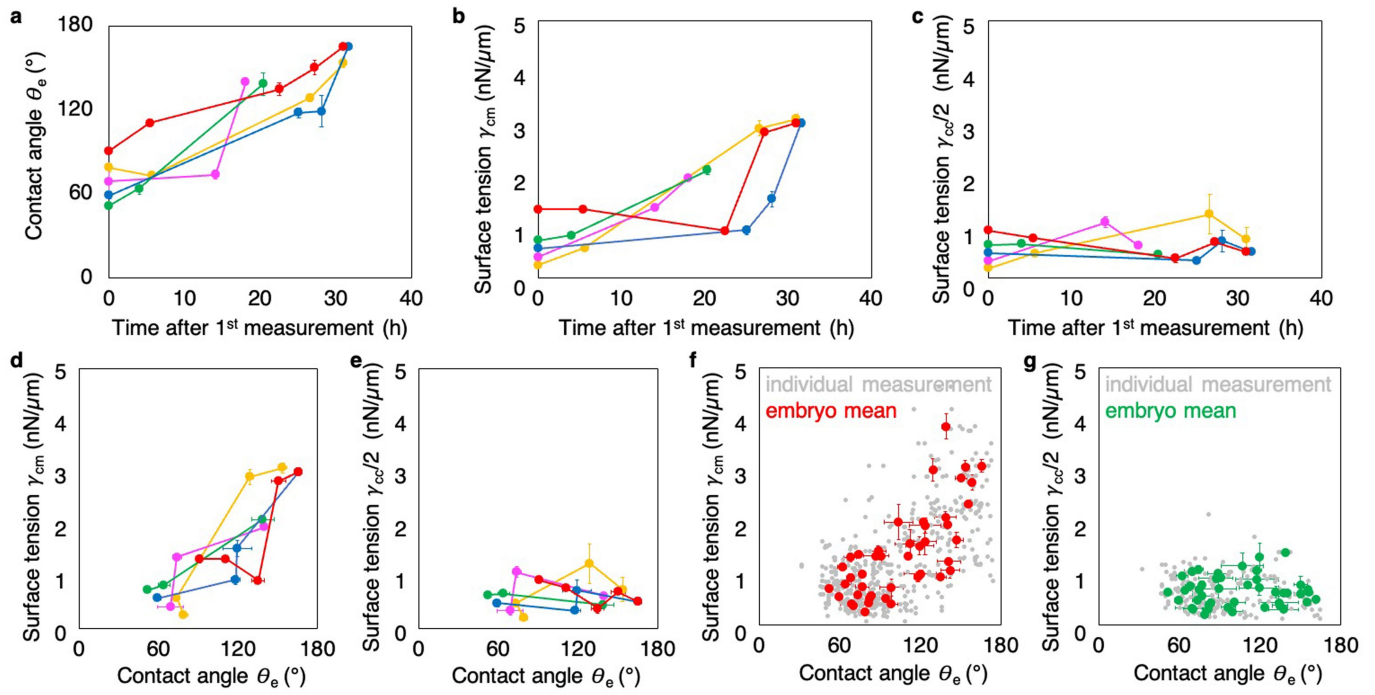 a
180
120
60
0
Contact angle θe (°)
0 10 20 30 40
Time after 1st measurement (h)
b
5
4
3
2
1
0
Surface tension γcm (nN/µm)
0 10 20 30 40
Time after 1st measurement (h)
c
5
4
3
2
1
0
Surface tension γcc/2 (nN/µm)
0 10 20 30 40
Time after 1st measurement (h)
d
5
4
3
2
1
0
Surface tension γcm (nN/µm)
0 60 120 180
Contact angle θe (°)
e
5
4
3
2
1
0
Surface tension γcc/2 (nN/µm)
0 60 120 180
Contact angle θe (°)
f
individual measurement
embryo mean
5
4
3
2
1
0
Surface tension γcm (nN/µm)
0 60 120 180
Contact angle θe (°)
g
individual measurement
embryo mean
5
4
3
2
1
0
Surface tension γcc/2 (nN/µm)
0 60 120 180
Contact angle θe (°)